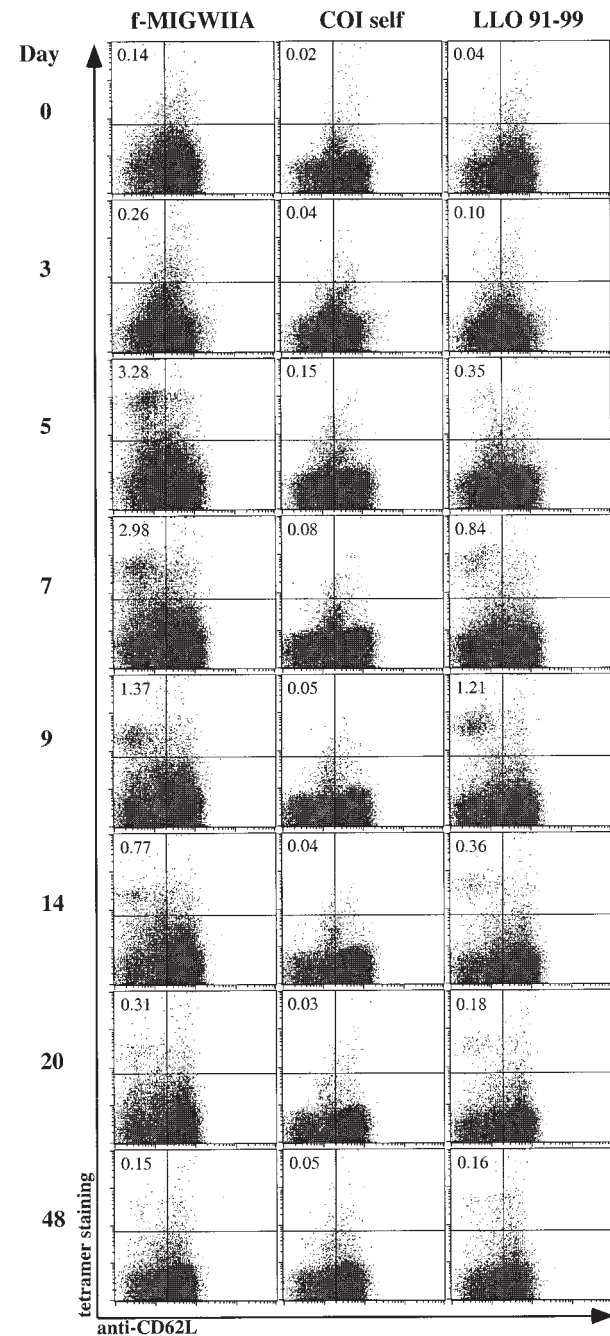 f-MIGWIIA COI self LLO 91-99
Day
0.14 0.02 0.04
0
0.26 0.04 0.10
3
3.28 0.15 0.35
5
2.98 0.08 0.84
7
1.37 0.05 1.21
9
0.77 0.04 0.36
14
0.31 0.03 0.18
20
0.15 0.05 0.16
48
tetramer staining
anti-CD62L